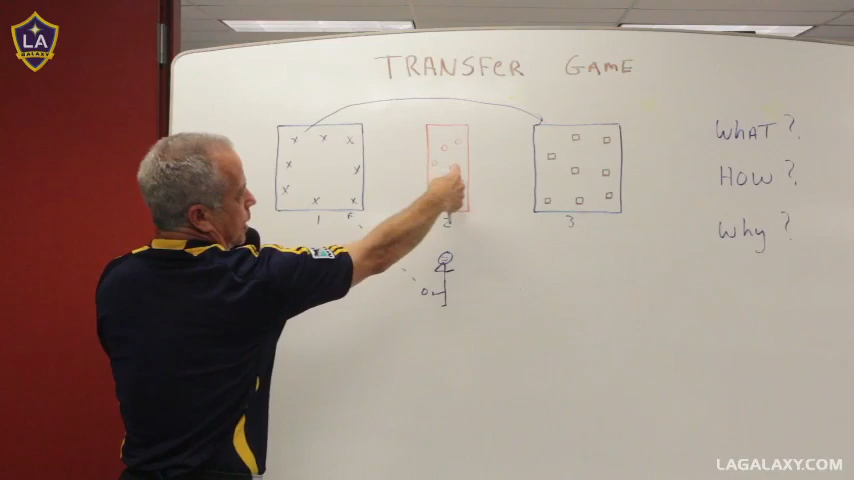 LA
GALAXY
TRANSFER GAME
WHAT?
HOW?
Why?
1
2
3
LAGALAXY.COM